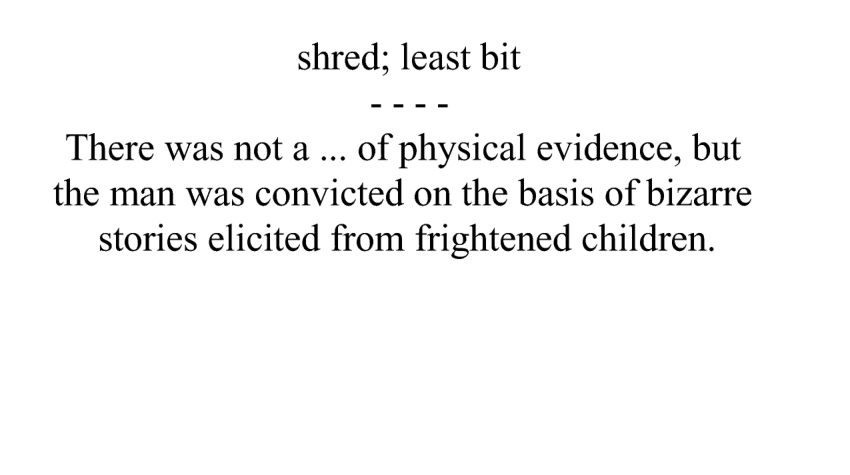 shred; least bit
- - - -
There was not a ... of physical evidence, but
the man was convicted on the basis of bizarre
stories elicited from frightened children.